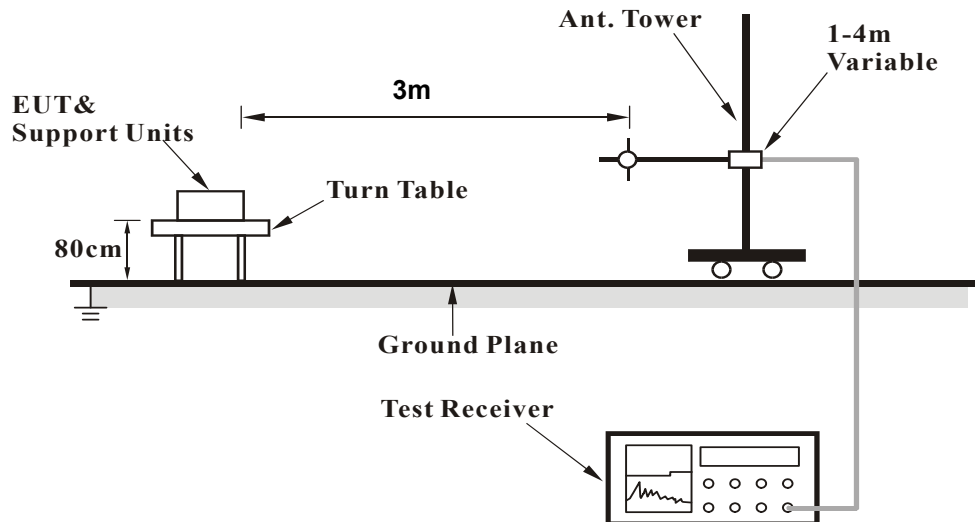 Ant. Tower
1-4m
Variable
3m
EUT&
Support Units
Turn Table
80cm
Ground Plane
Test Receiver